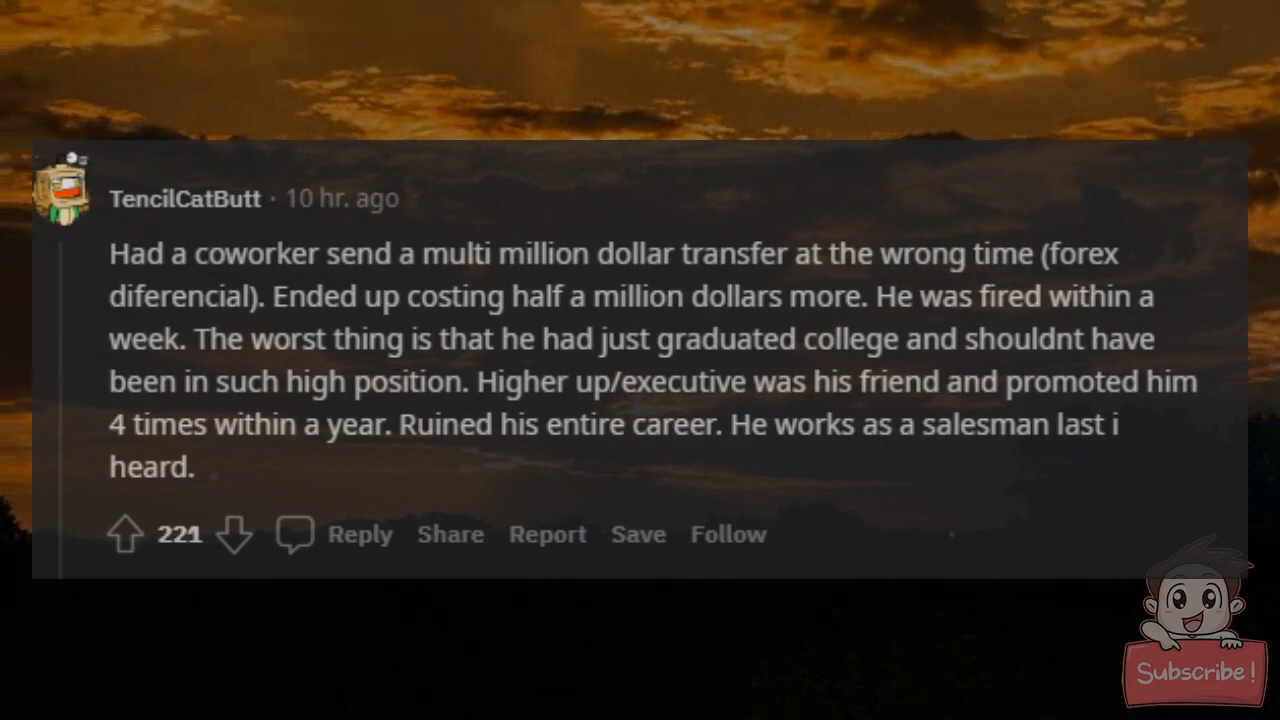 TencilCatButt · 10 hr. ago
Had a coworker send a multi million dollar transfer at the wrong time (forex
diferencial). Ended up costing half a million dollars more. He was fired within a
week. The worst thing is that he had just graduated college and shouldnt have
been in such high position. Higher up/executive was his friend and promoted him
4 times within a year. Ruined his entire career. He works as a salesman last i
heard.
221 Reply Share Report Save Follow
Subscribe!